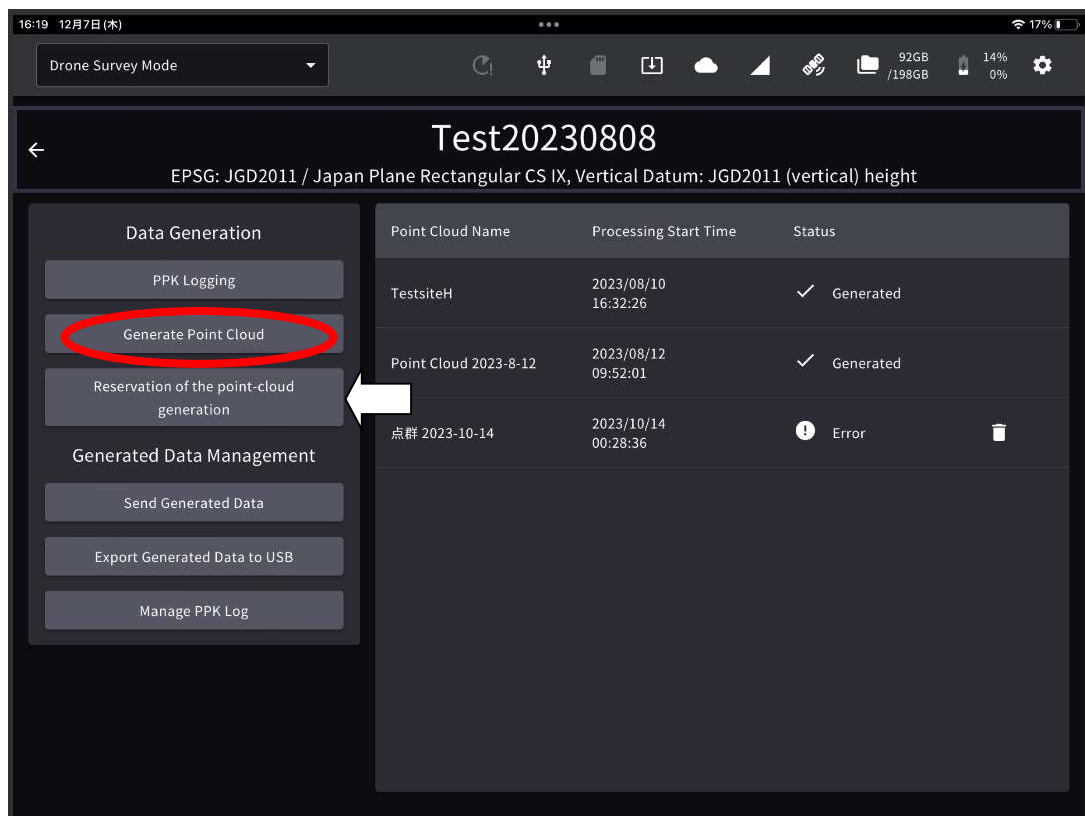 16:19 12月7日(木)
17%
Drone Survey Mode
92GB
/198GB
14%
0%
Test20230808
EPSG: JGD2011 / Japan Plane Rectangular CS IX, Vertical Datum: JGD2011 (vertical) height
Data Generation
PPK Logging
Generate Point Cloud
Reservation of the point-cloud
generation
Generated Data Management
Send Generated Data
Export Generated Data to USB
Manage PPK Log
Point Cloud Name Processing Start Time Status
TestsiteH 2023/08/10
16:32:26 Generated
Point Cloud 2023-8-12 2023/08/12
09:52:01 Generated
点群 2023-10-14 2023/10/14
00:28:36 Error